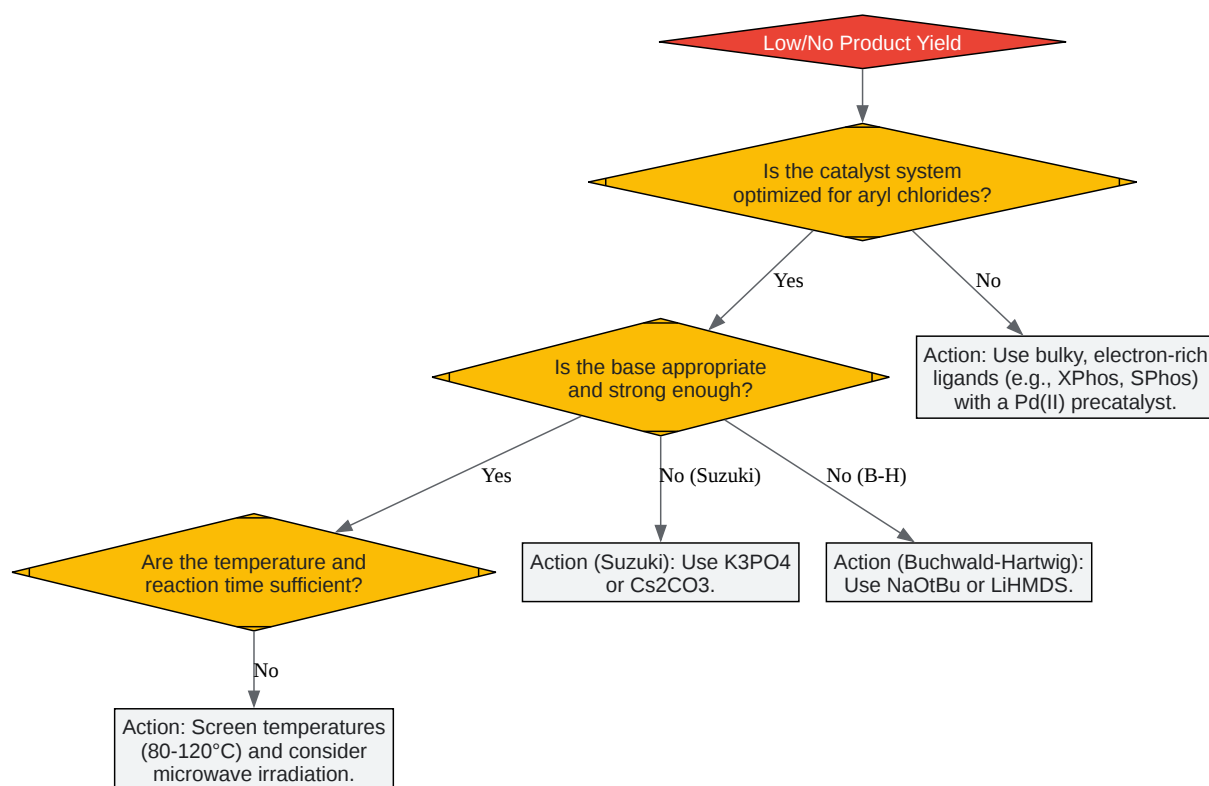 Low/No Product Yield
Is the catalyst system
optimized for aryl chlorides?
Yes
No
Is the base appropriate
and strong enough?
Action: Use bulky, electron-rich
ligands (e.g., XPhos, SPhos)
with a Pd(II) precatalyst.
Yes
No (Suzuki)
No (B-H)
Are the temperature and
reaction time sufficient?
Action (Suzuki): Use K3PO4
or Cs2CO3.
Action (Buchwald-Hartwig):
Use NaOtBu or LiHMDS.
No
Action: Screen temperatures
(80-120°C) and consider
microwave irradiation.